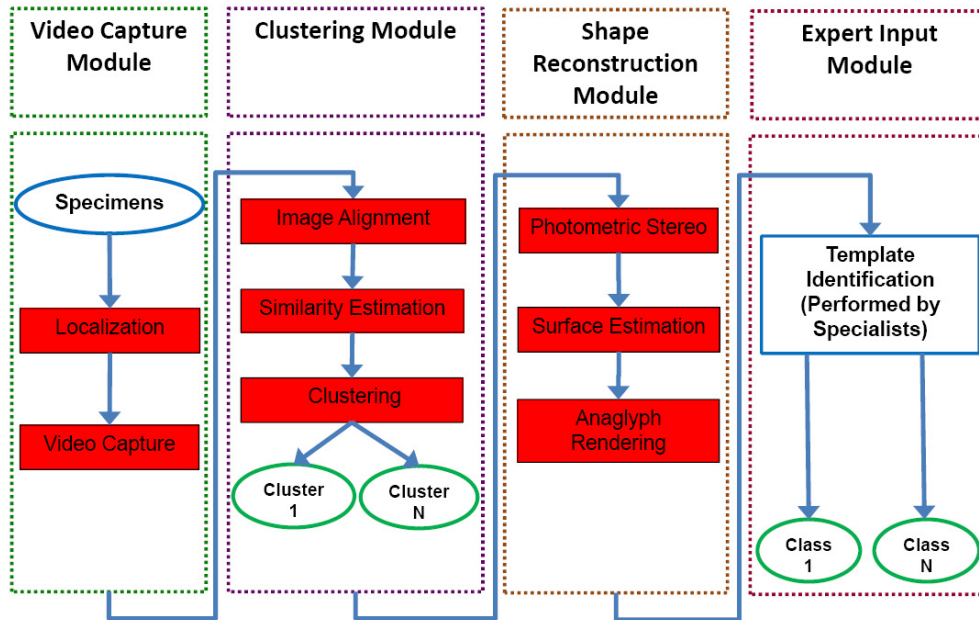 Video Capture
Module
Clustering Module
Shape
Reconstruction
Module
Expert Input
Module
Specimens
Localization
Video Capture
Image Alignment
Similarity Estimation
Clustering
Cluster
1
Cluster
N
Photometric Stereo
Surface Estimation
Anaglyph
Rendering
Template
Identification
(Performed by
Specialists)
Class
1
Class
N